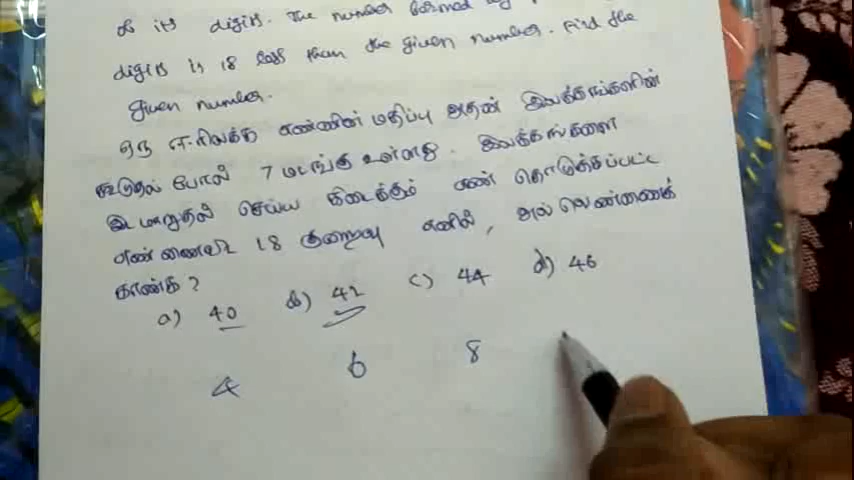 of its digits. The number formed by
digits is 18 less than the given number. Find the
given number.
ஒரு ஈரிலக்க எண்ணின் மதிப்பு அதன் இலக்கங்களின்
கூடுதல் போல் 7 மடங்கு உள்ளது. இலக்கங்களை
இடமாறுதல் செய்ய கிடைக்கும் எண் கொடுக்கப்பட்ட
எண்ணைவிட 18 குறைவு எனில், அவ்வெண்ணைக்
காண்க?
a) 40 b) 42 c) 44 d) 46
4 6 8